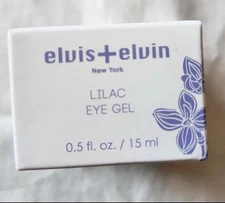 elvis+elvin
New York
LILAC
EYE GEL
0.5 fl. oz. / 15 ml